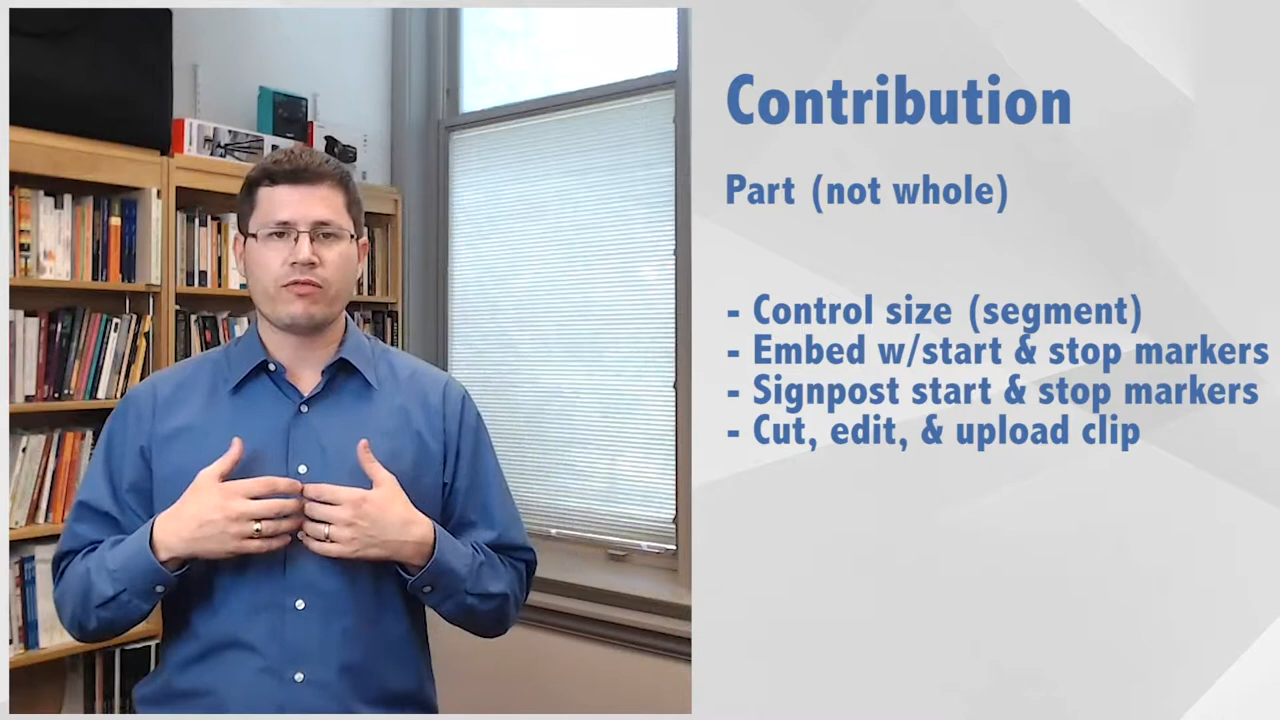 Contribution
Part (not whole)
- Control size (segment)
- Embed w/start & stop markers
- Signpost start & stop markers
- Cut, edit, & upload clip